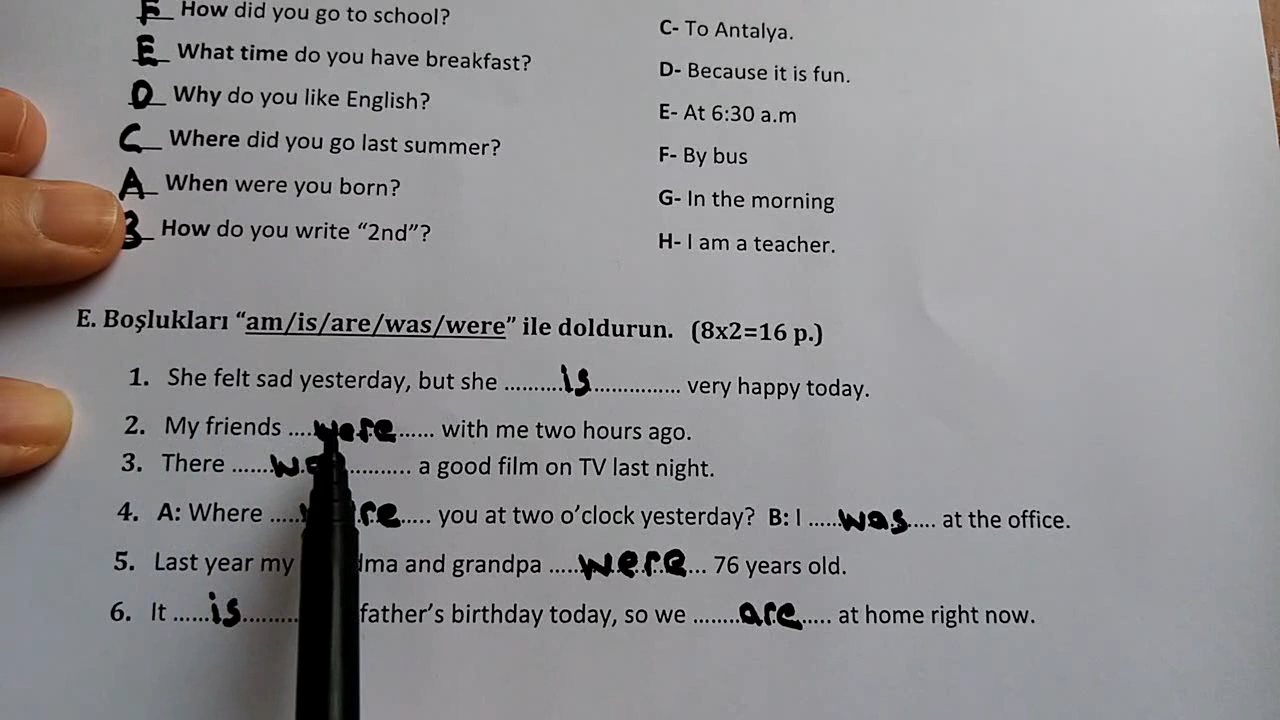 F How did you go to school?
E What time do you have breakfast?
D Why do you like English?
C Where did you go last summer?
A When were you born?
B How do you write “2nd”?
C- To Antalya.
D- Because it is fun.
E- At 6:30 a.m
F- By bus
G- In the morning
H- I am a teacher.
E. Boşlukları “am/is/are/was/were” ile doldurun. (8x2=16 p.)
1. She felt sad yesterday, but she ..........is............... very happy today.
2. My friends ....were...... with me two hours ago.
3. There ...... .......... a good film on TV last night.
4. A: Where ..... ..... you at two o’clock yesterday? B: I .....was..... at the office.
5. Last year my and grandpa .....were... 76 years old.
6. It ......is......... father’s birthday today, so we ........are..... at home right now.